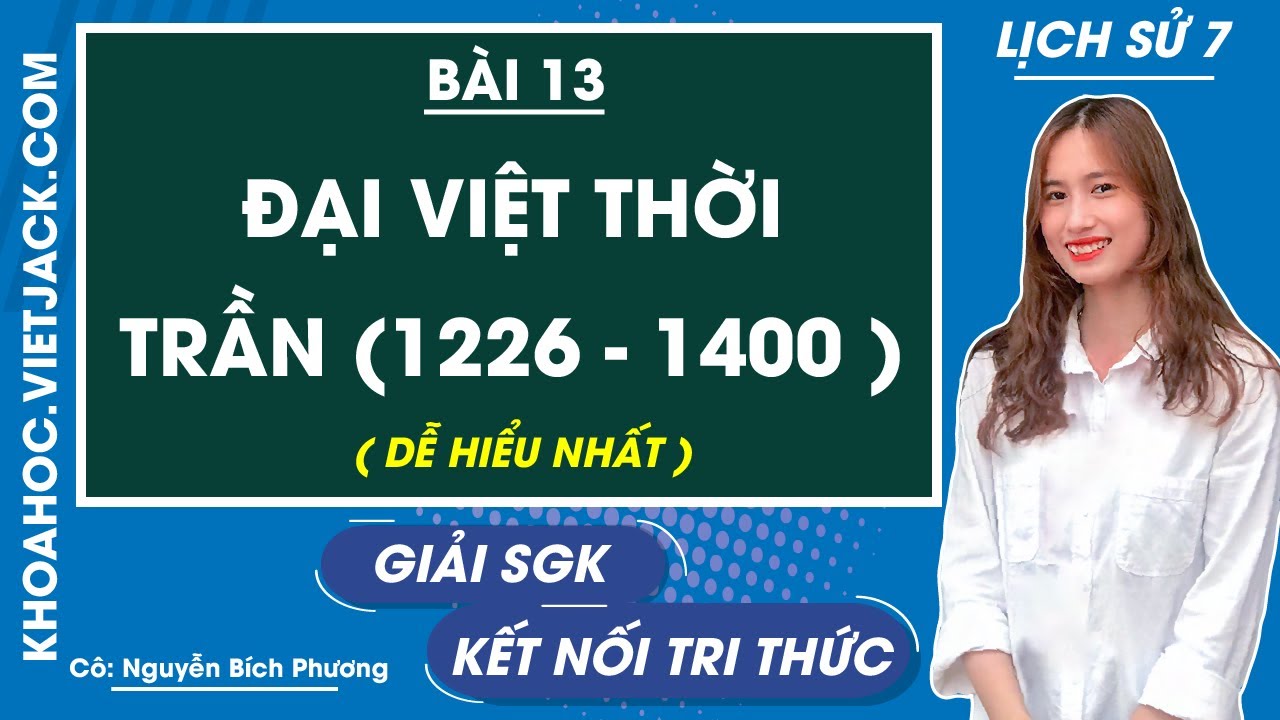 LỊCH SỬ 7
BÀI 13
ĐẠI VIỆT THỜI
TRẦN (1226 - 1400 )
( DỄ HIỂU NHẤT )
GIẢI SGK
KẾT NỐI TRI THỨC
Cô: Nguyễn Bích Phương
KHOAHOC.VIETJACK.COM